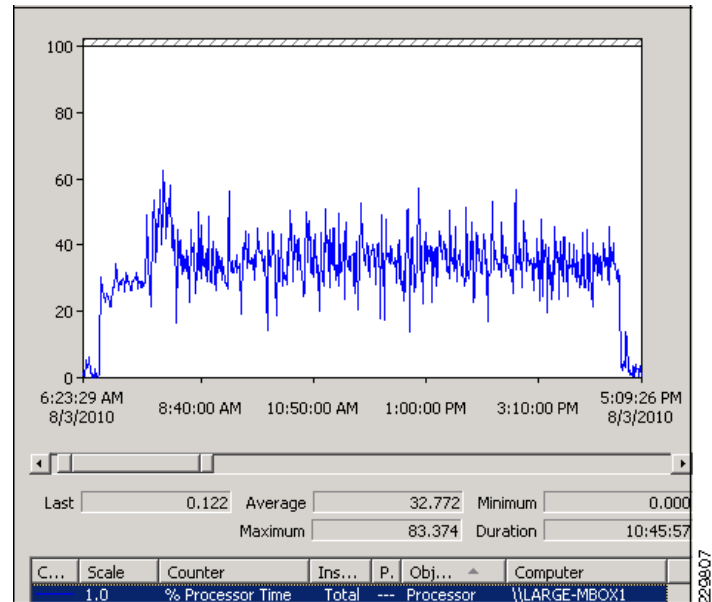 100
80
60
40
20
0
6:23:29 AM
8/3/2010
8:40:00 AM
10:50:00 AM
1:00:00 PM
3:10:00 PM
5:09:26 PM
8/3/2010
Last 0.122 Average 32.772 Minimum 0.000
Maximum 83.374 Duration 10:45:57
C... Scale Counter Ins... P. Obj... Computer
1.0 % Processor Time Total --- Processor \\LARGE-MBOX1
229807